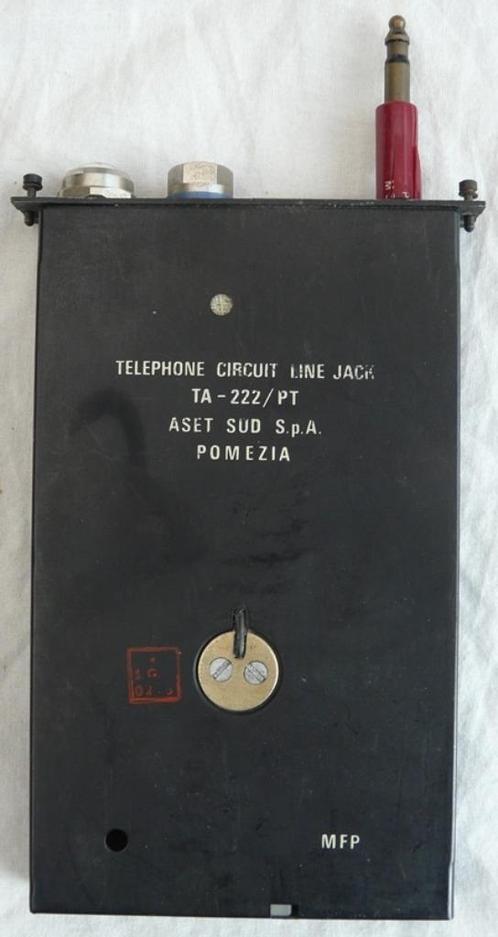 TELEPHONE CIRCUIT LINE JACK
TA-222/PT
ASET SUD S.p.A.
POMEZIA
MFP